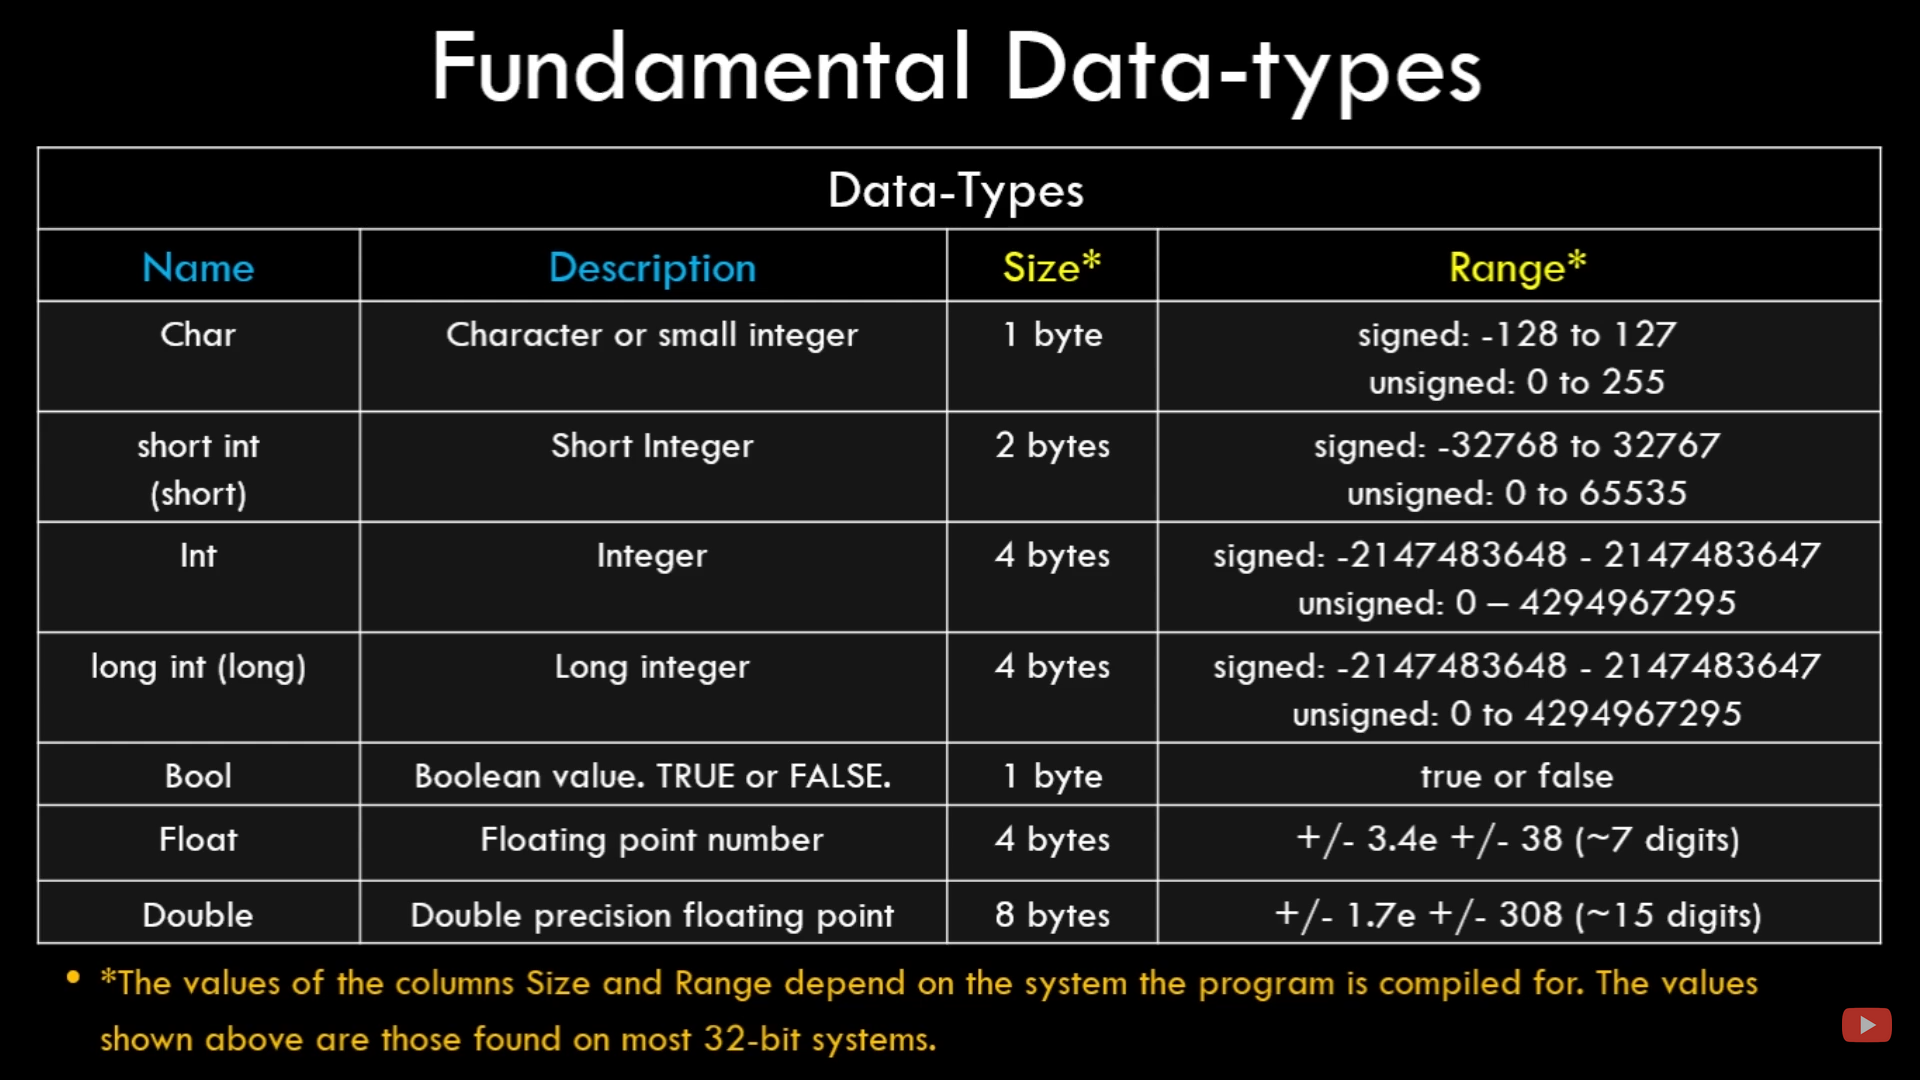 Fundamental Data-types
Data-Types
Name Description Size* Range*
Char Character or small integer 1 byte signed: -128 to 127
unsigned: 0 to 255
short int Short Integer 2 bytes signed: -32768 to 32767
(short) unsigned: 0 to 65535
Int Integer 4 bytes signed: -2147483648 - 2147483647
unsigned: 0 – 4294967295
long int (long) Long integer 4 bytes signed: -2147483648 - 2147483647
unsigned: 0 to 4294967295
Bool Boolean value. TRUE or FALSE. 1 byte true or false
Float Floating point number 4 bytes +/- 3.4e +/- 38 (~7 digits)
Double Double precision floating point 8 bytes +/- 1.7e +/- 308 (~15 digits)
• *The values of the columns Size and Range depend on the system the program is compiled for. The values
shown above are those found on most 32-bit systems.